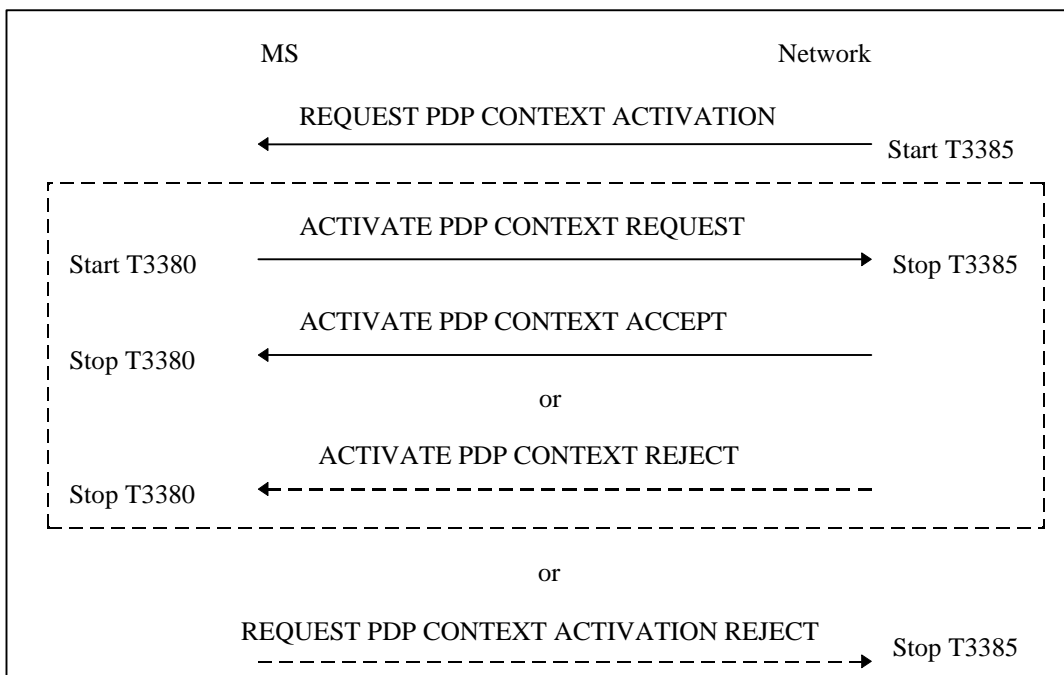 MS Network
REQUEST PDP CONTEXT ACTIVATION
Start T3385
ACTIVATE PDP CONTEXT REQUEST
Start T3380 Stop T3385
ACTIVATE PDP CONTEXT ACCEPT
Stop T3380
or
ACTIVATE PDP CONTEXT REJECT
Stop T3380
or
REQUEST PDP CONTEXT ACTIVATION REJECT
Stop T3385